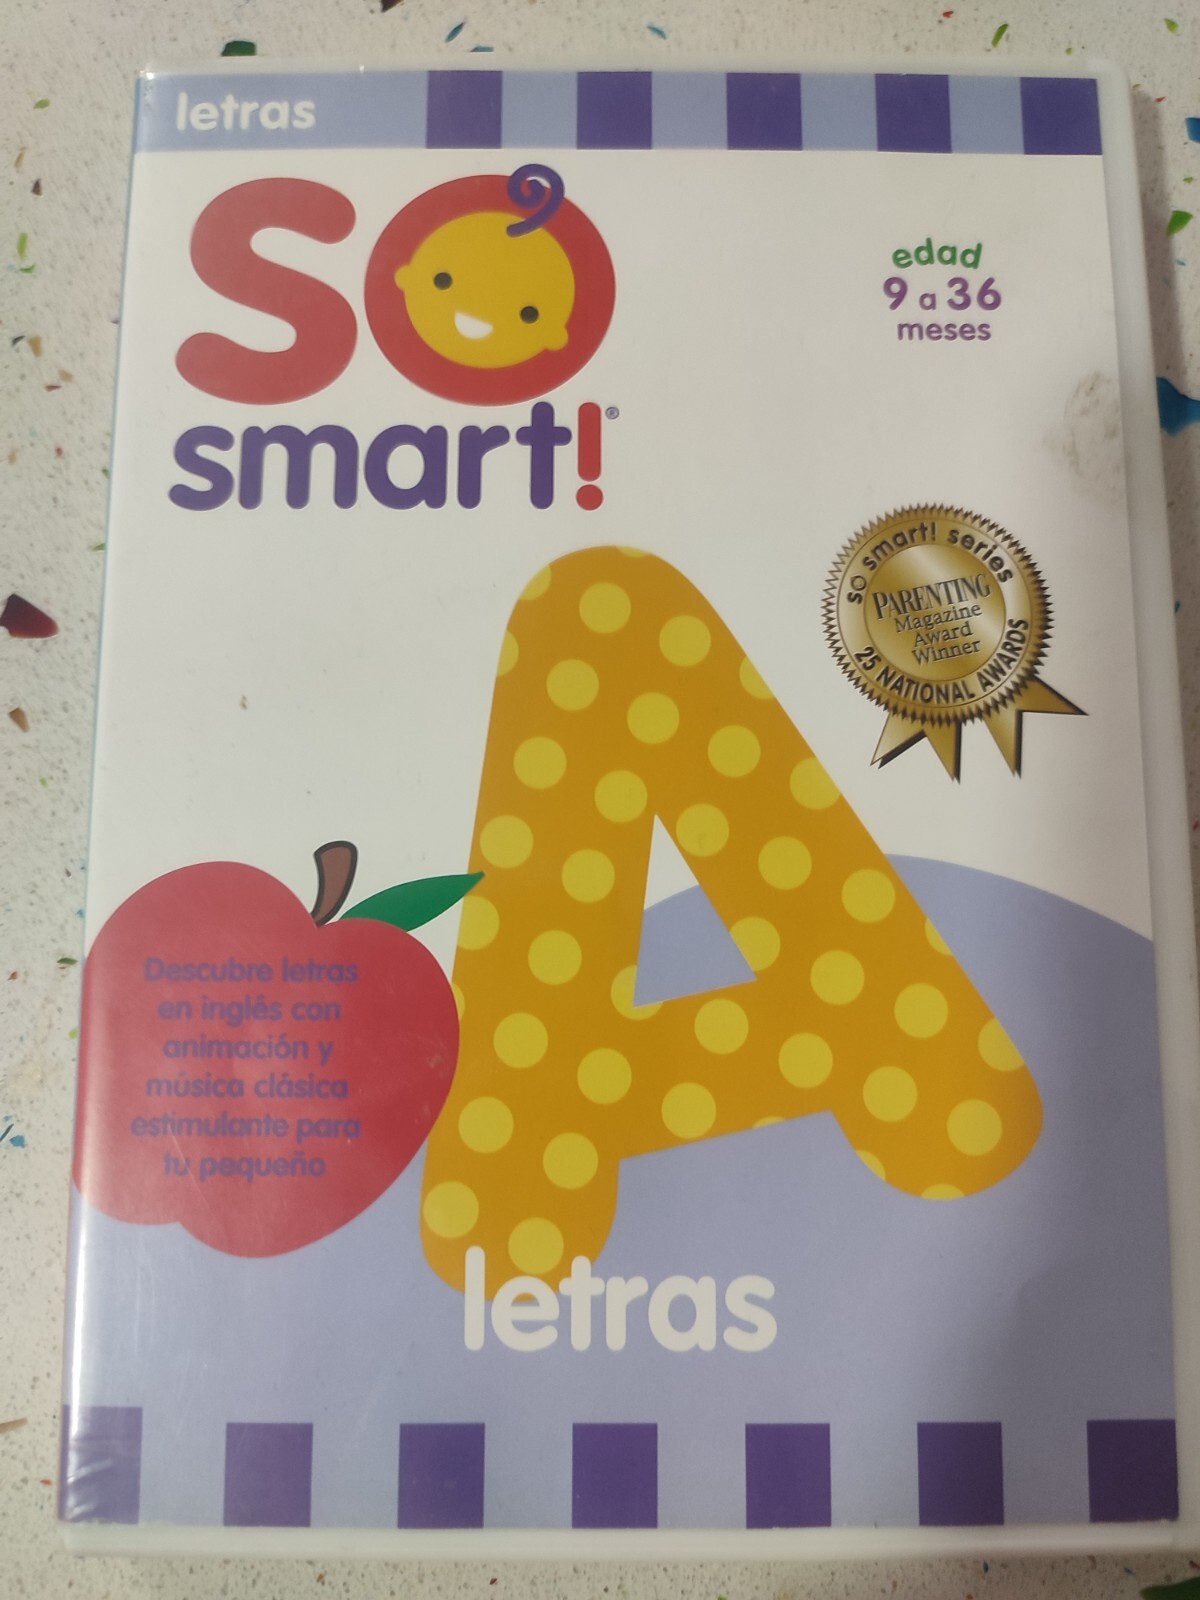 letras
so
smart!®
edad
9 a 36
meses
so smart! series
PARENTING
Magazine
Award
Winner
25 NATIONAL AWARDS
A
Descubre letras
en inglés con
animación y
música clásica
estimulante para
tu pequeño
letras